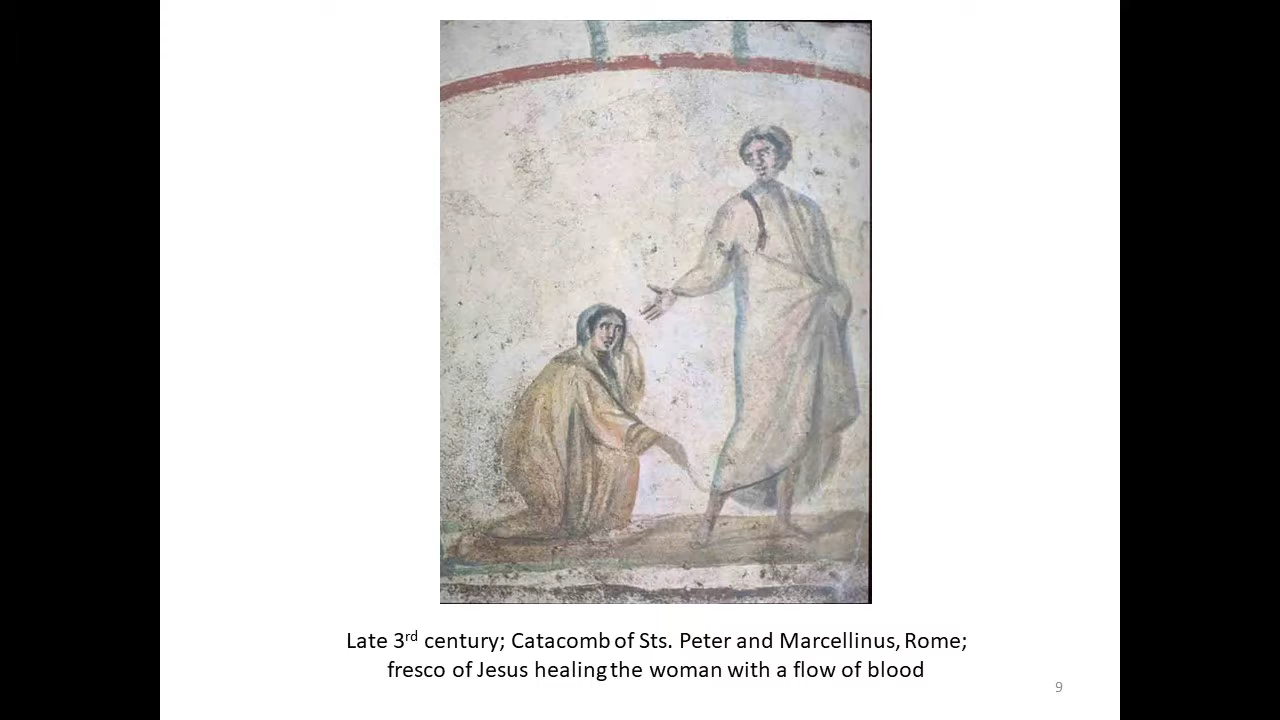 Late 3rd century; Catacomb of Sts. Peter and Marcellinus, Rome;
fresco of Jesus healing the woman with a flow of blood
9